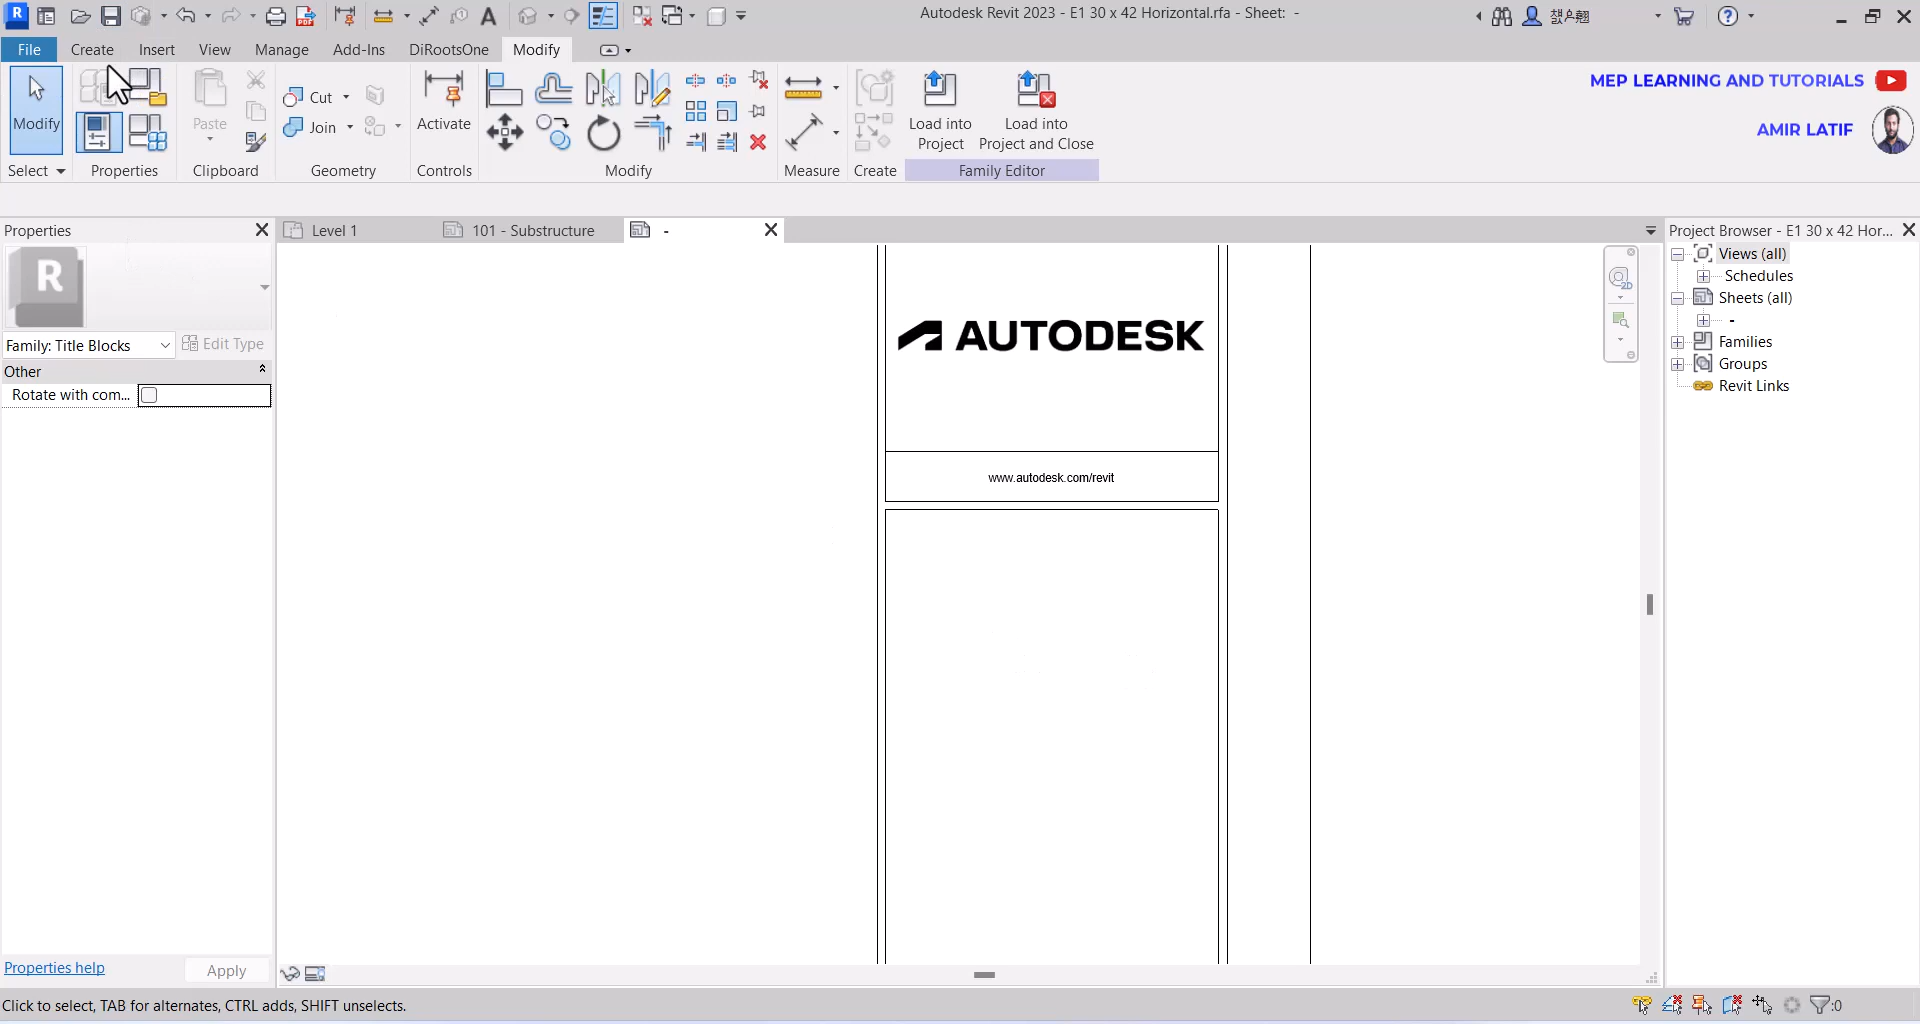 Autodesk Revit 2023 - E1 30 x 42 Horizontal.rfa - Sheet: -
File Create Insert View Manage Add-Ins DiRootsOne Modify
Modify
Paste
Cut
Join
Activate
Load into Project
Load into Project and Close
Select Properties Clipboard Geometry Controls Modify Measure Create Family Editor
MEP LEARNING AND TUTORIALS
AMIR LATIF
Properties
Level 1
101 - Substructure
-
Project Browser - E1 30 x 42 Hor...
R
Family: Title Blocks
Edit Type
Other
Rotate with com...
AUTODESK
www.autodesk.com/revit
2D
Views (all)
Schedules
Sheets (all)
-
Families
Groups
Revit Links
Properties help
Apply
Click to select, TAB for alternates, CTRL adds, SHIFT unselects.
:0